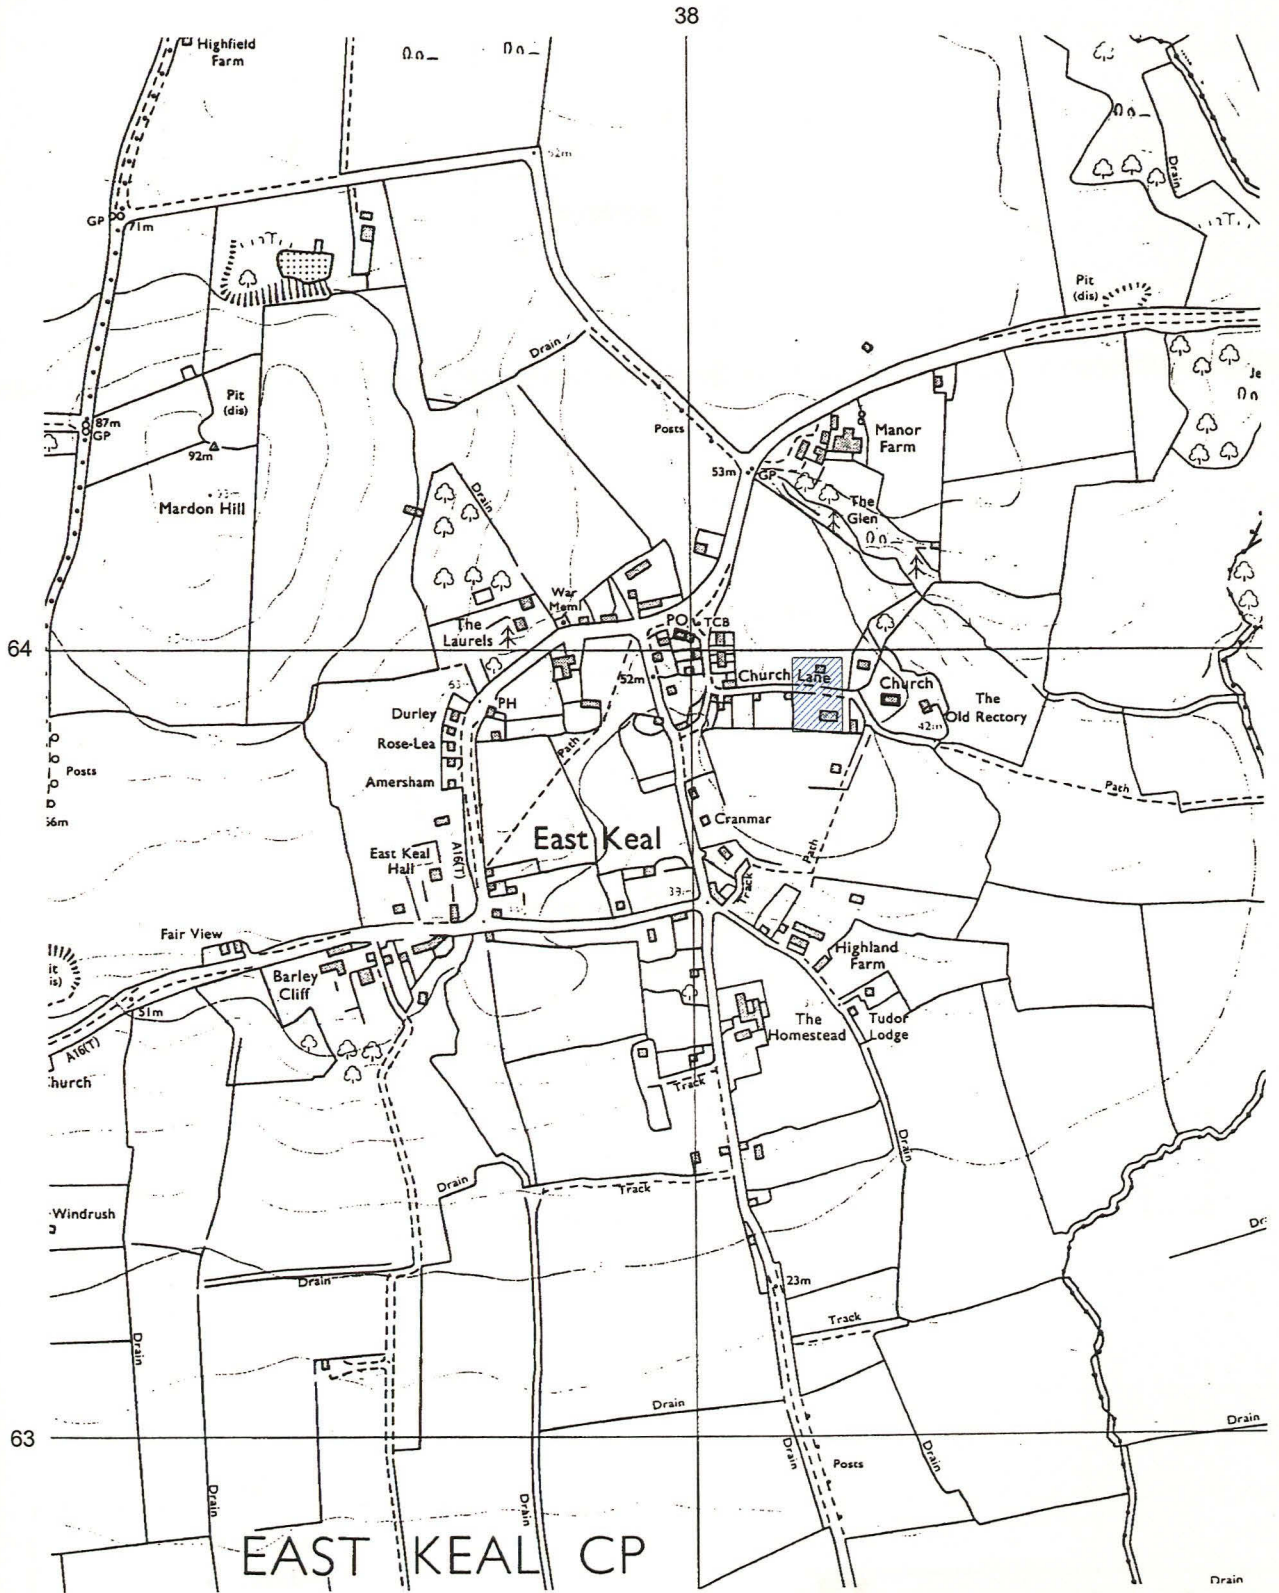 38
Highfield
Farm
52m
GP
71m
Pit
(dis)
Drain
Drain
Pit
(dis)
87m
GP
92m
Mardon Hill
Posts
53m
GP
Manor
Farm
The
Glen
Drain
War
Meml
The
Laurels
PO
TCB
64
52m
Church Lane
Church
The
Old Rectory
42m
63
PH
Durley
Rose-Lea
Amersham
Path
Posts
Path
Cranmar
East Keal
East Keal
Hall
A16(T)
Path
Track
Fair View
Barley
Cliff
Highland
Farm
The
Homestead
Tudor
Lodge
51m
A16(T)
Track
Drain
Drain
Track
Windrush
Drain
23m
Track
Drain
Drain
63
Drain
Drain
Posts
Drain
Drain
Drain
EAST KEAL CP
Drain